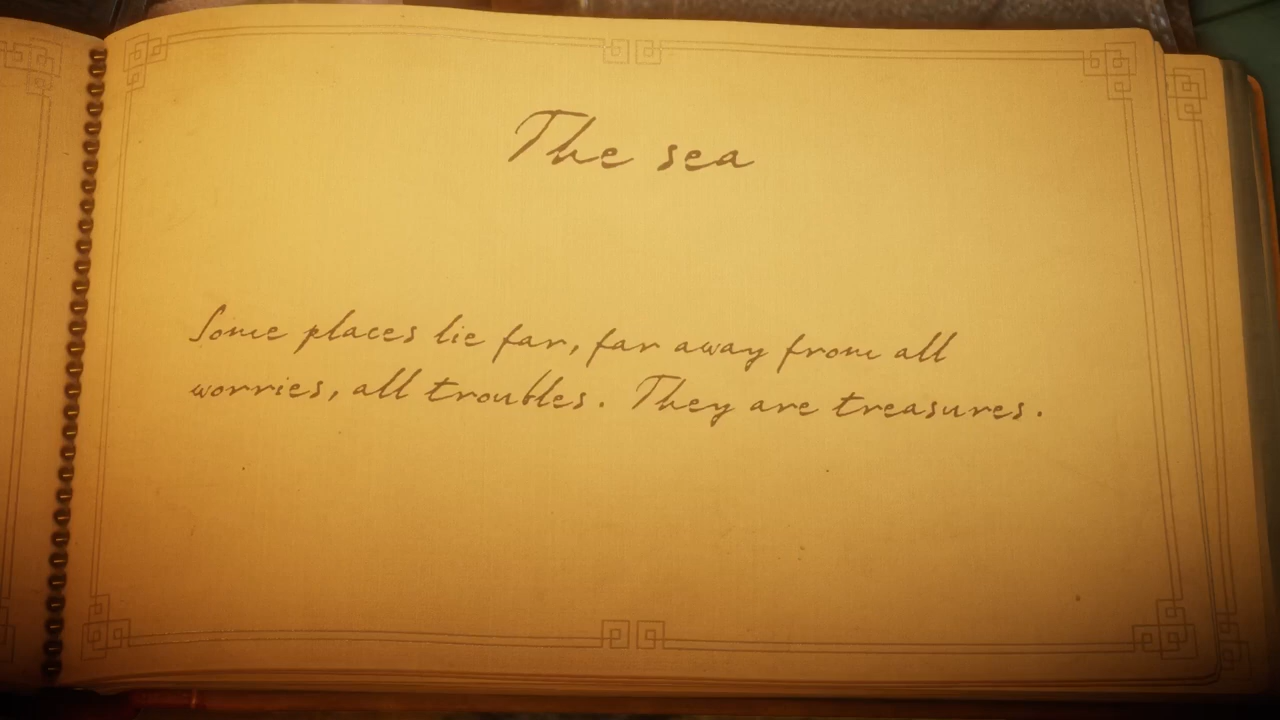 The sea
Some places lie far, far away from all
worries, all troubles. They are treasures.